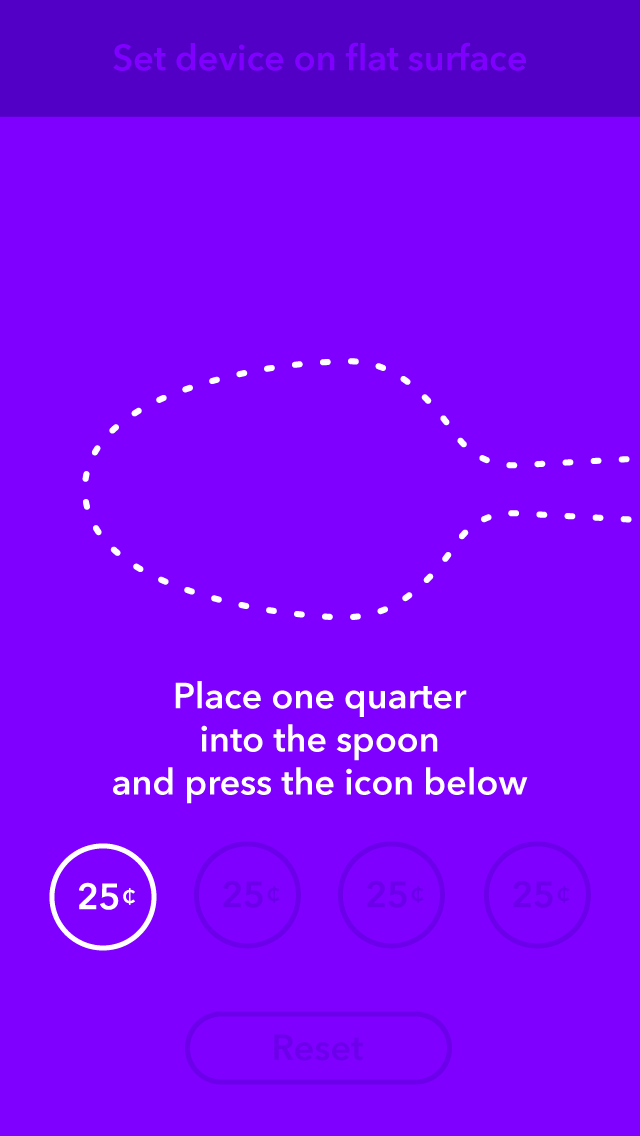 Set device on flat surface
Place one quarter
into the spoon
and press the icon below
25¢ 25¢ 25¢ 25¢
Reset